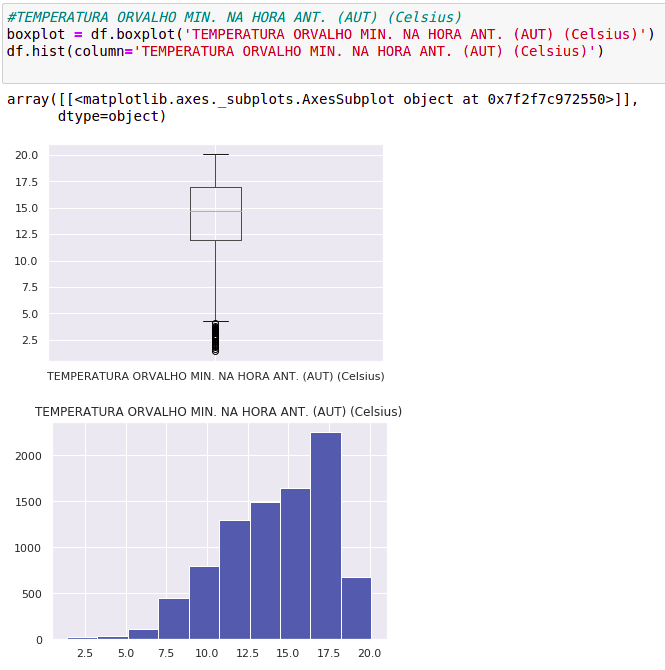 #TEMPERATURA ORVALHO MIN. NA HORA ANT. (AUT) (Celsius)
boxplot = df.boxplot('TEMPERATURA ORVALHO MIN. NA HORA ANT. (AUT) (Celsius)')
df.hist(column='TEMPERATURA ORVALHO MIN. NA HORA ANT. (AUT) (Celsius)')
array([[<matplotlib.axes._subplots.AxesSubplot object at 0x7f2f7c972550>]],
dtype=object)
20.0
17.5
15.0
12.5
10.0
7.5
5.0
2.5
TEMPERATURA ORVALHO MIN. NA HORA ANT. (AUT) (Celsius)
TEMPERATURA ORVALHO MIN. NA HORA ANT. (AUT) (Celsius)
2000
1500
1000
500
0
2.5 5.0 7.5 10.0 12.5 15.0 17.5 20.0